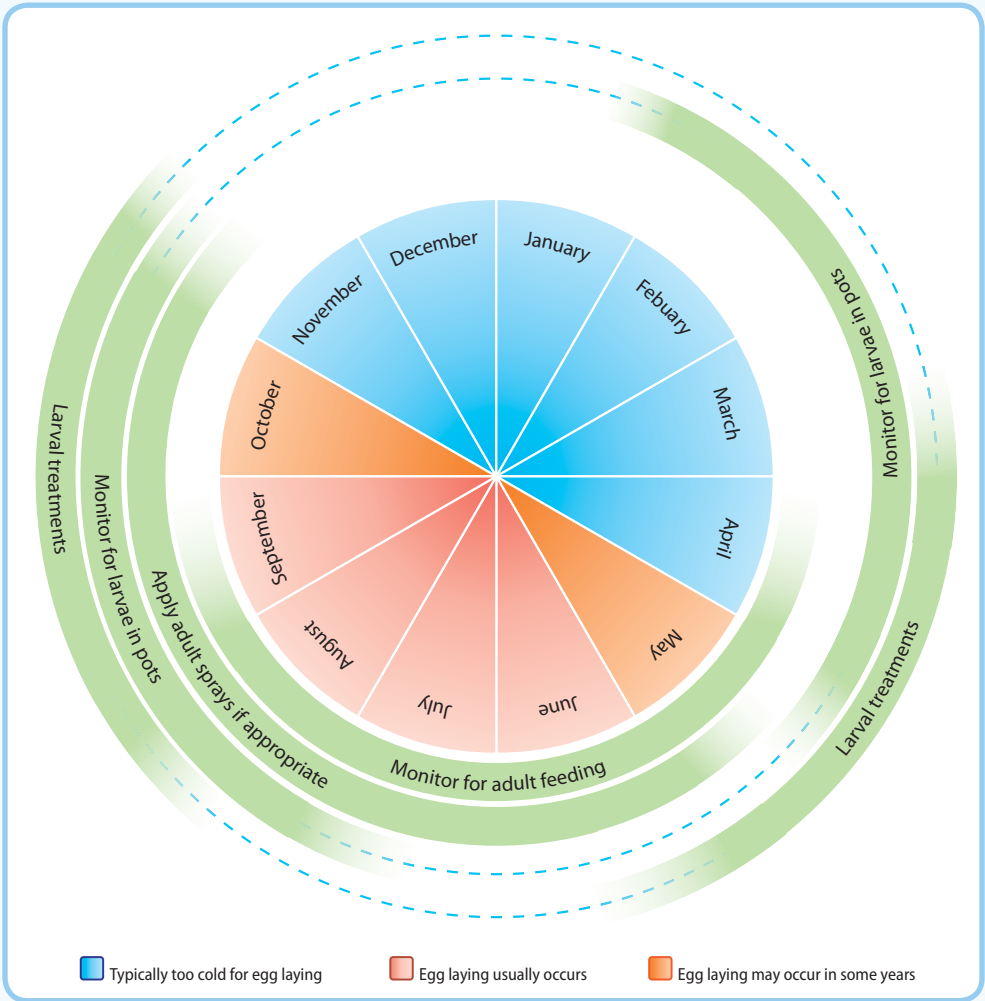 January
Febuary
March
April
May
June
July
August
September
October
November
December
Monitor for adult feeding
Apply adult sprays if appropriate
Monitor for larvae in pots
Larval treatments
Monitor for larvae in pots
Larval treatments
Typically too cold for egg laying
Egg laying usually occurs
Egg laying may occur in some years